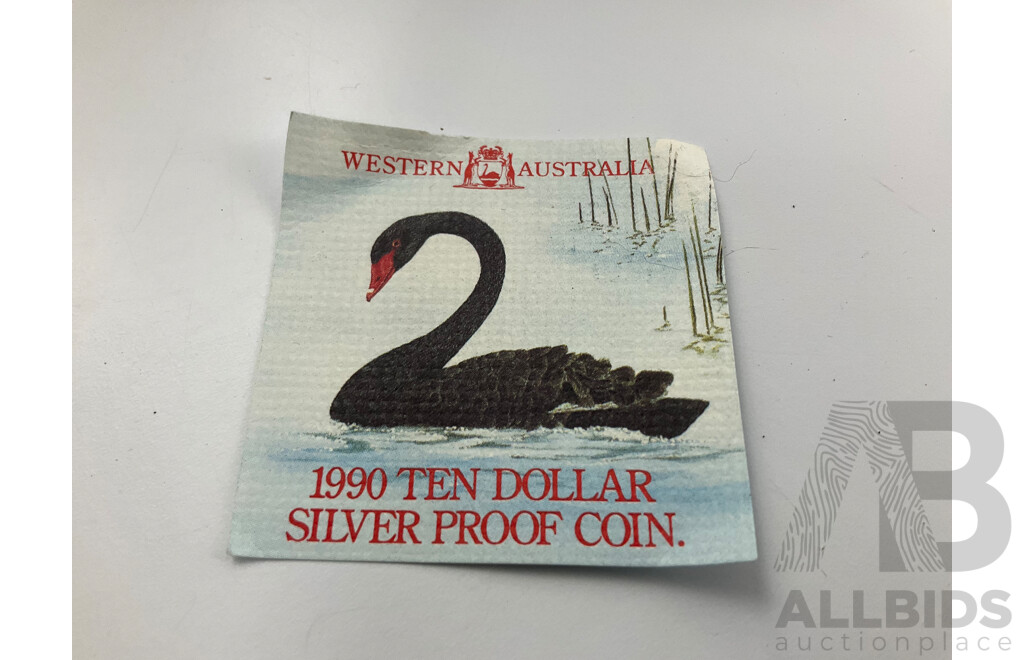 WESTERN AUSTRALIA
1990 TEN DOLLAR
SILVER PROOF COIN.
AB
ALLBIDS
auctionplace